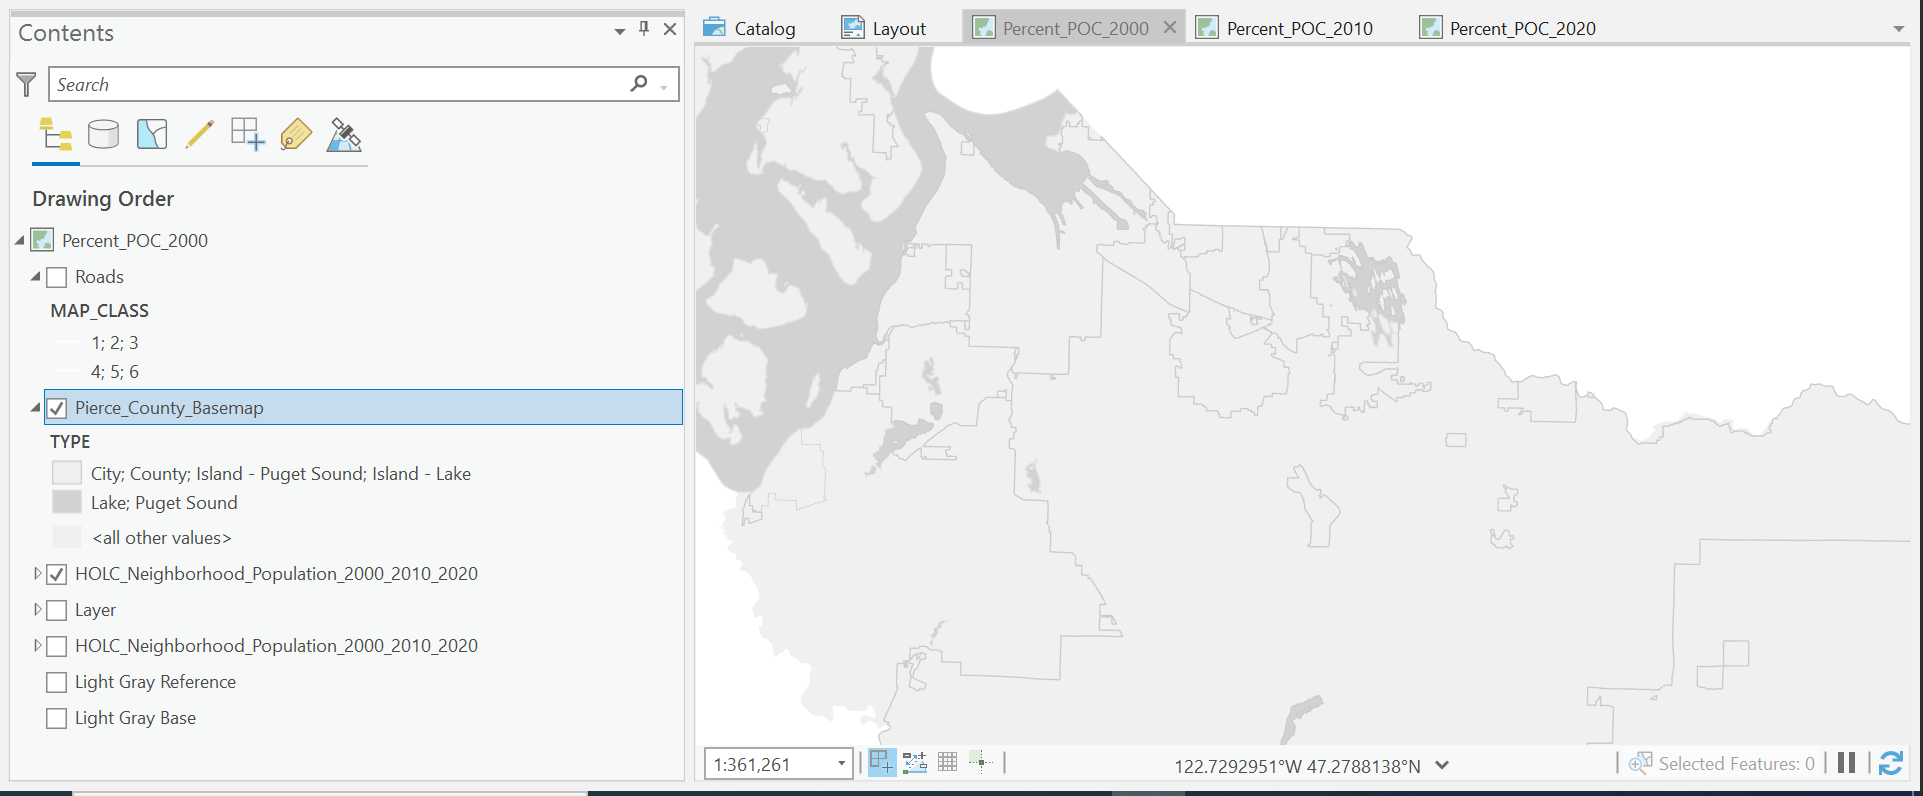 Contents
Search
Drawing Order
Percent_POC_2000
Roads
MAP_CLASS
1; 2; 3
4; 5; 6
Pierce_County_Basemap
TYPE
City; County; Island - Puget Sound; Island - Lake
Lake; Puget Sound
<all other values>
HOLC_Neighborhood_Population_2000_2010_2020
Layer
HOLC_Neighborhood_Population_2000_2010_2020
Light Gray Reference
Light Gray Base
Catalog Layout Percent_POC_2000 Percent_POC_2010 Percent_POC_2020
1:361,261 122.7292951°W 47.2788138°N Selected Features: 0